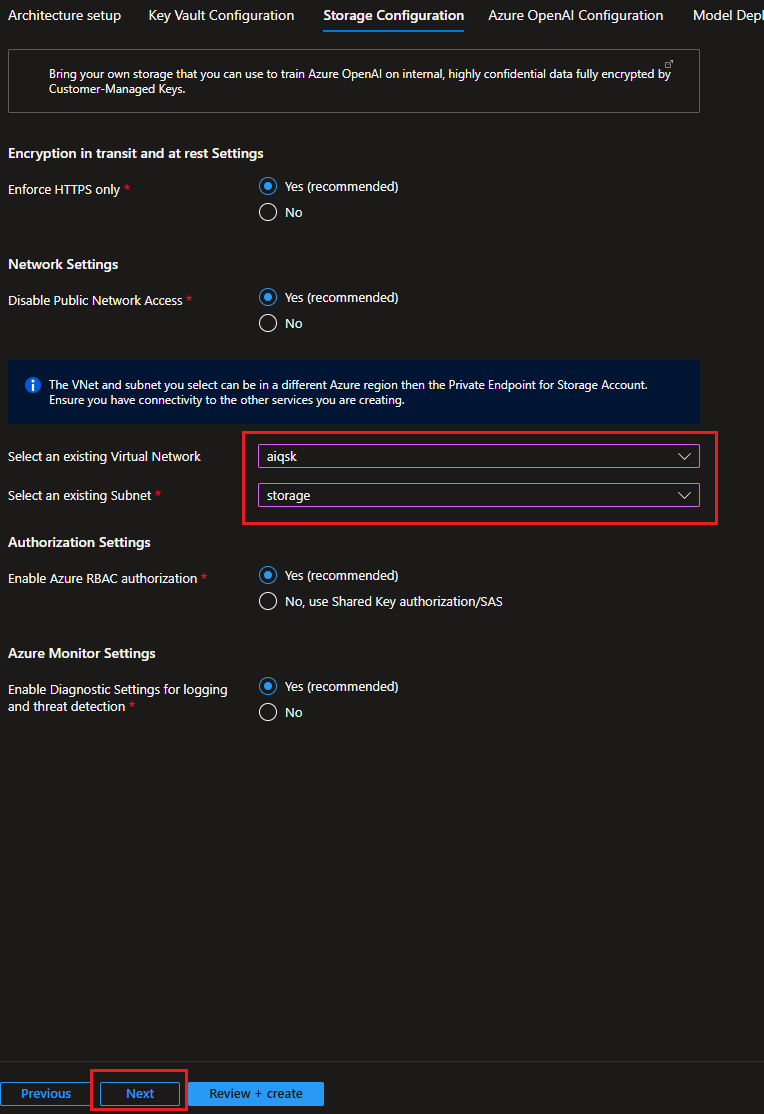 Architecture setup Key Vault Configuration Storage Configuration Azure OpenAI Configuration Model Depl
Bring your own storage that you can use to train Azure OpenAI on internal, highly confidential data fully encrypted by
Customer-Managed Keys.
Encryption in transit and at rest Settings
Enforce HTTPS only *
Yes (recommended)
No
Network Settings
Disable Public Network Access *
Yes (recommended)
No
The VNet and subnet you select can be in a different Azure region then the Private Endpoint for Storage Account.
Ensure you have connectivity to the other services you are creating.
Select an existing Virtual Network
aiqsk
Select an existing Subnet *
storage
Authorization Settings
Enable Azure RBAC authorization *
Yes (recommended)
No, use Shared Key authorization/SAS
Azure Monitor Settings
Enable Diagnostic Settings for logging
and threat detection *
Yes (recommended)
No
Previous Next Review + create